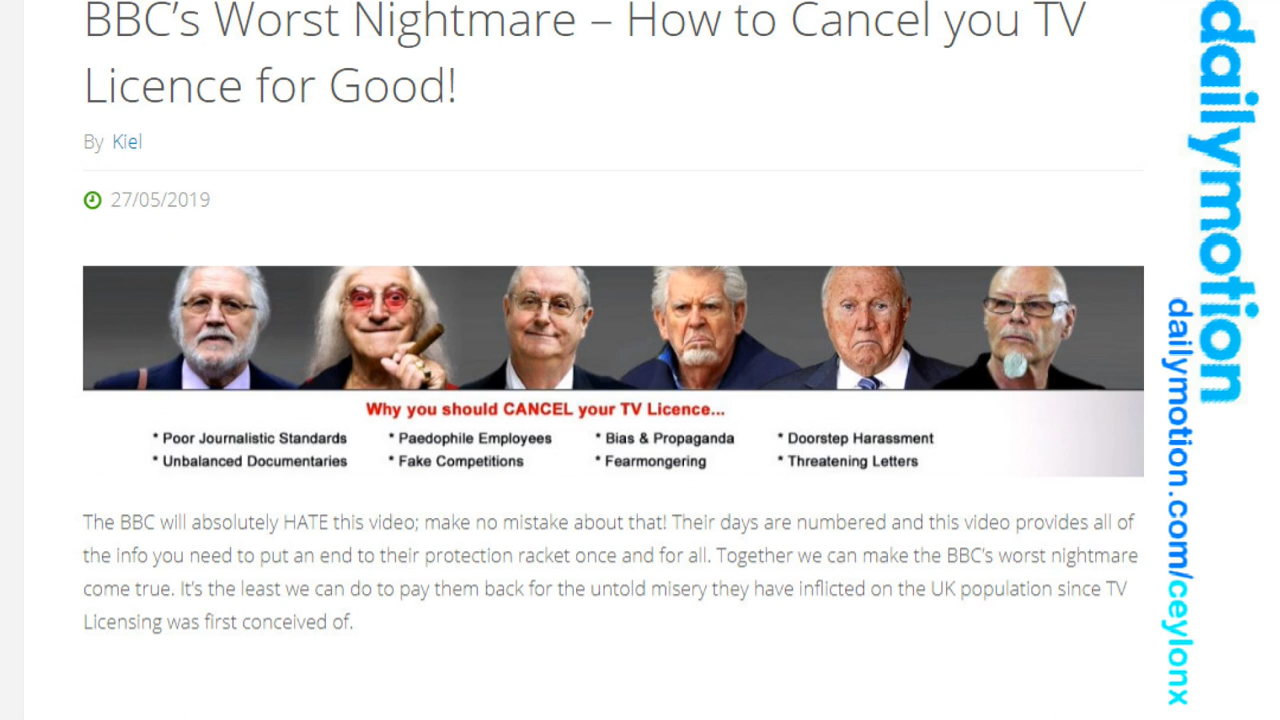 BBC’s Worst Nightmare – How to Cancel you TV
Licence for Good!
By Kiel
27/05/2019
Why you should CANCEL your TV Licence...
* Poor Journalistic Standards * Paedophile Employees * Bias & Propaganda * Doorstep Harassment
* Unbalanced Documentaries * Fake Competitions * Fearmongering * Threatening Letters
The BBC will absolutely HATE this video; make no mistake about that! Their days are numbered and this video provides all of
the info you need to put an end to their protection racket once and for all. Together we can make the BBC’s worst nightmare
come true. It’s the least we can do to pay them back for the untold misery they have inflicted on the UK population since TV
Licensing was first conceived of.
dailymotion
dailymotion.com/ceylonx